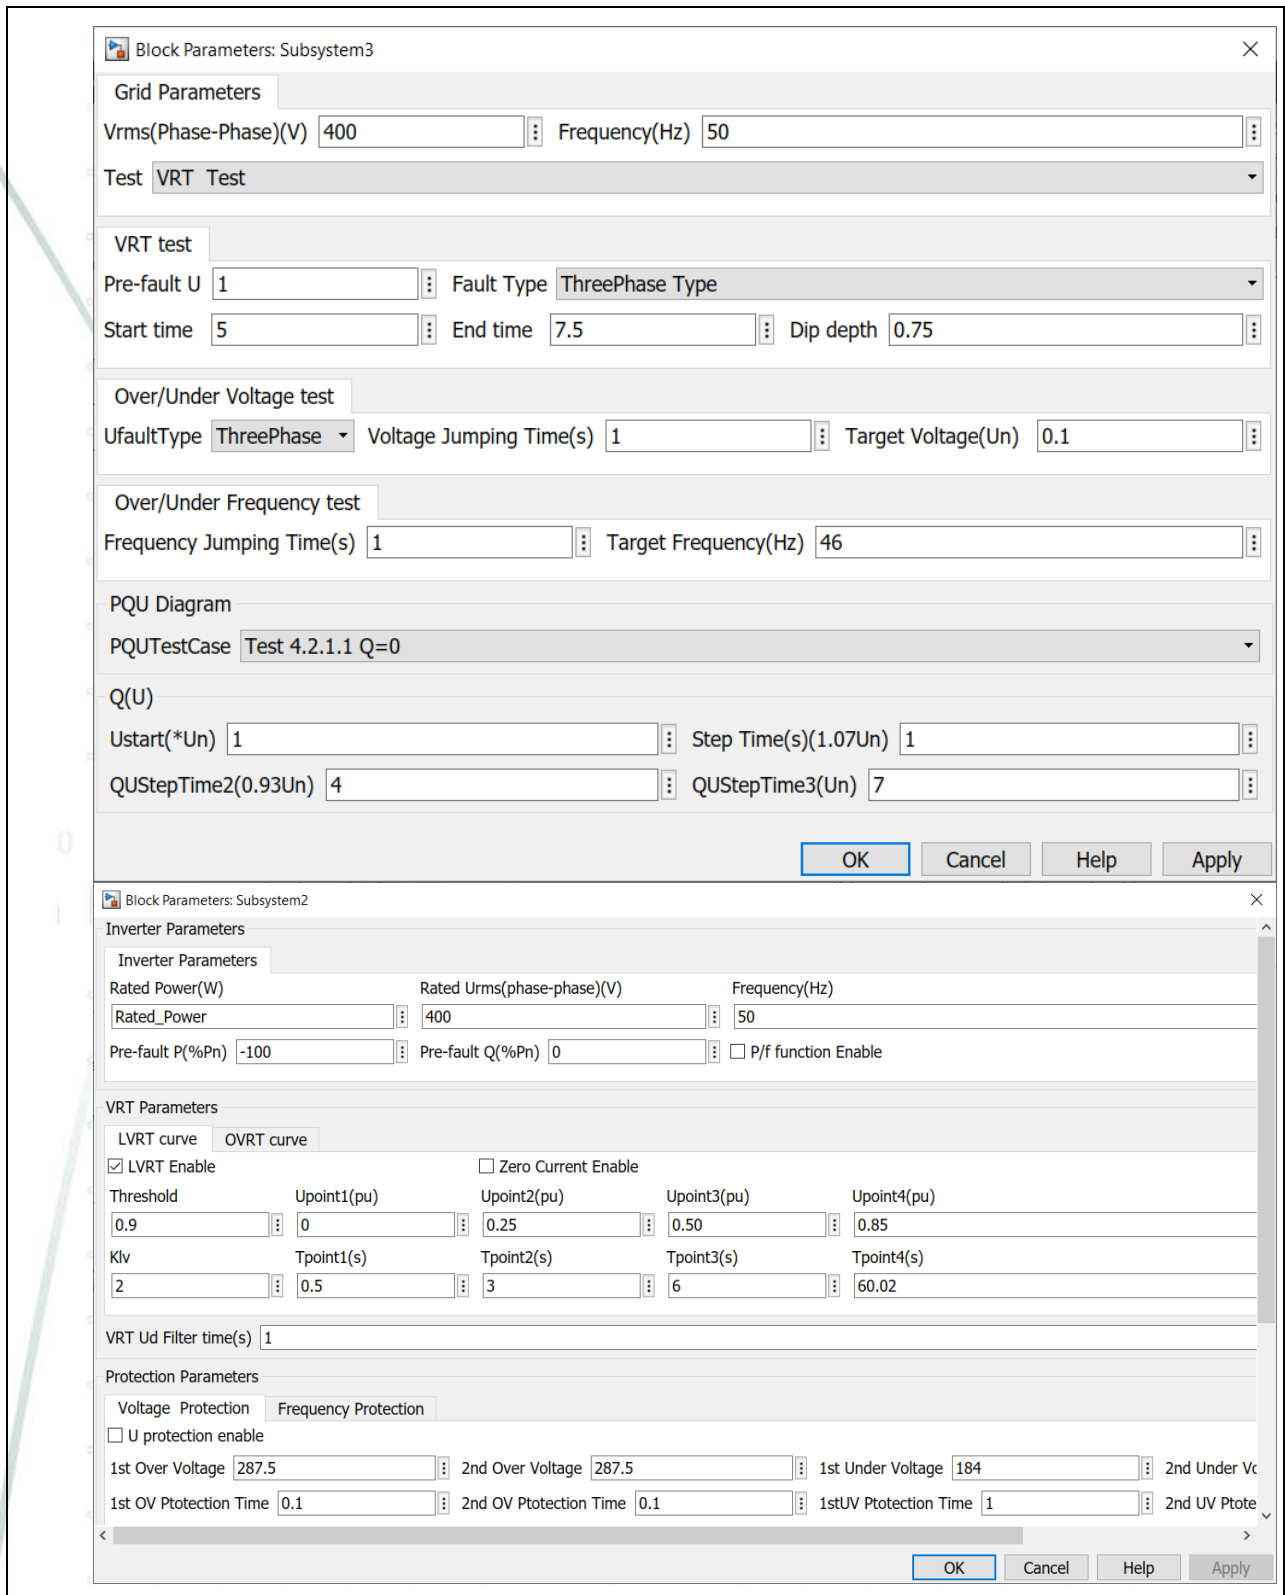 Block Parameters: Subsystem3
Grid Parameters
Vrms(Phase-Phase)(V) 400 Frequency(Hz) 50
Test VRT Test
VRT test
Pre-fault U 1 Fault Type ThreePhase Type
Start time 5 End time 7.5 Dip depth 0.75
Over/Under Voltage test
UfaultType ThreePhase Voltage Jumping Time(s) 1 Target Voltage(Un) 0.1
Over/Under Frequency test
Frequency Jumping Time(s) 1 Target Frequency(Hz) 46
PQU Diagram
PQUTestCase Test 4.2.1.1 Q=0
Q(U)
Ustart(*Un) 1 Step Time(s)(1.07Un) 1
QUStepTime2(0.93Un) 4 QUStepTime3(Un) 7
OK Cancel Help Apply
Block Parameters: Subsystem2
Inverter Parameters
Inverter Parameters
Rated Power(W) Rated Urms(phase-phase)(V) Frequency(Hz)
Rated_Power 400 50
Pre-fault P(%Pn) -100 Pre-fault Q(%Pn) 0 P/f function Enable
VRT Parameters
LVRT curve OVRT curve
LVRT Enable Zero Current Enable
Threshold Upoint1(pu) Upoint2(pu) Upoint3(pu) Upoint4(pu)
0.9 0 0.25 0.50 0.85
Klv Tpoint1(s) Tpoint2(s) Tpoint3(s) Tpoint4(s)
2 0.5 3 6 60.02
VRT Ud Filter time(s) 1
Protection Parameters
Voltage Protection Frequency Protection
U protection enable
1st Over Voltage 287.5 2nd Over Voltage 287.5 1st Under Voltage 184 2nd Under Vo
1st OV Ptotection Time 0.1 2nd OV Ptotection Time 0.1 1stUV Ptotection Time 1 2nd UV Ptote
OK Cancel Help Apply